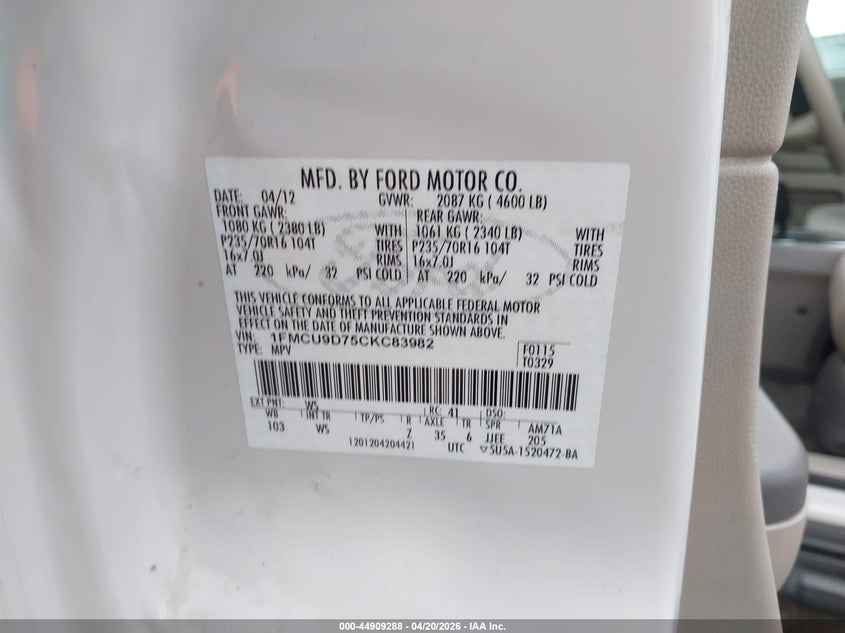 MFD. BY FORD MOTOR CO.
DATE: 04/12 GVWR: 2087 KG ( 4600 LB)
FRONT GAWR: REAR GAWR:
1080 KG ( 2380 LB) WITH 1061 KG ( 2340 LB) WITH
P235/70R16 104T TIRES P235/70R16 104T TIRES
16x7.0J RIMS 16x7.0J RIMS
AT 220 kPa/ 32 PSI COLD AT 220 kPa/ 32 PSI COLD
THIS VEHICLE CONFORMS TO ALL APPLICABLE FEDERAL MOTOR
VEHICLE SAFETY AND THEFT PREVENTION STANDARDS IN
EFFECT ON THE DATE OF MANUFACTURE SHOWN ABOVE.
VIN: 1FMCU9D75CKC83982
TYPE: MPV
F0115
T0329
EXT PNT: WS RC: 41 DSO:
WB INT TR TP/PS R AXLE TR SPR AM71A
103 WS Z 35 6 JJEE 205
1201204204421 UTC ▽5U5A-1520472-BA
000-44909288 - 04/20/2026 - IAA Inc.